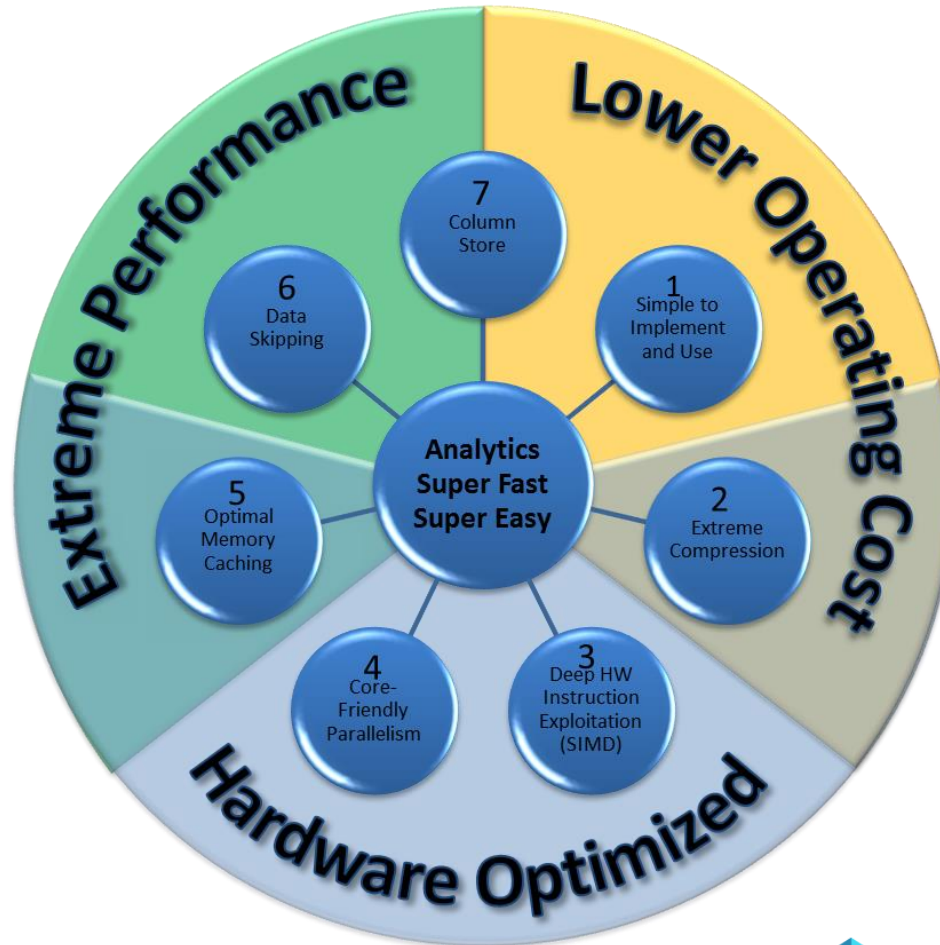 Extreme Performance
Lower Operating Cost
Hardware Optimized
Analytics
Super Fast
Super Easy
1
Simple to
Implement
and Use
2
Extreme
Compression
3
Deep HW
Instruction
Exploitation
(SIMD)
4
Core-
Friendly
Parallelism
5
Optimal
Memory
Caching
6
Data
Skipping
7
Column
Store